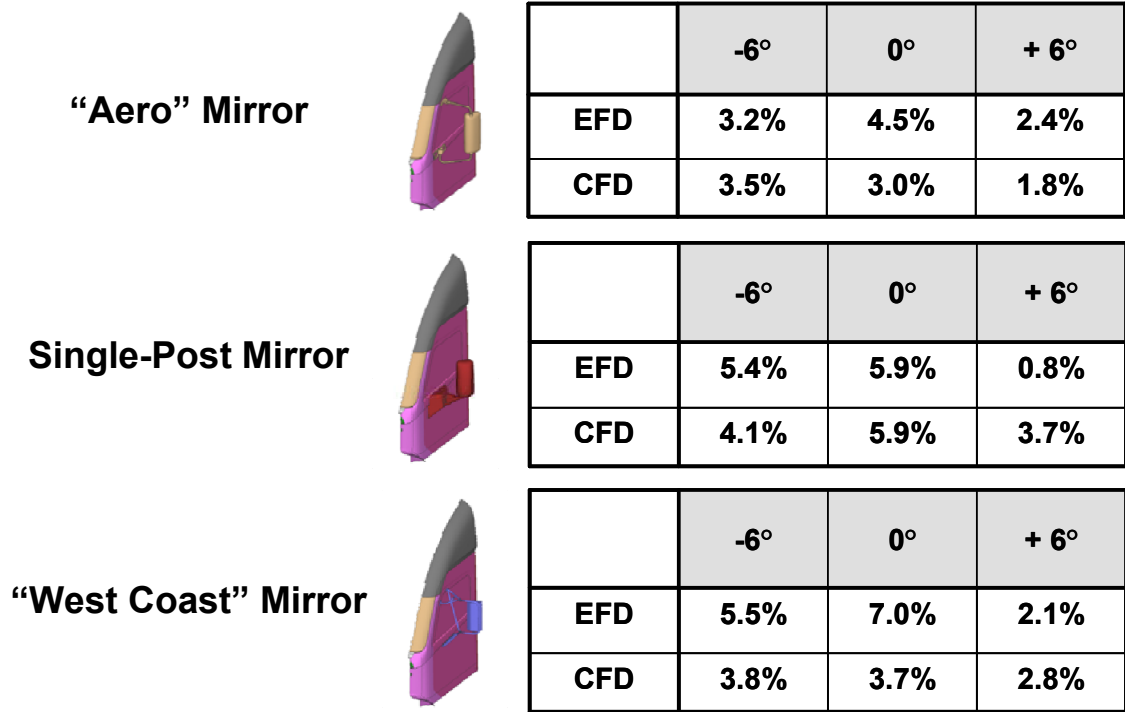 “Aero” Mirror
-6° 0° + 6°
EFD 3.2% 4.5% 2.4%
CFD 3.5% 3.0% 1.8%
Single-Post Mirror
-6° 0° + 6°
EFD 5.4% 5.9% 0.8%
CFD 4.1% 5.9% 3.7%
“West Coast” Mirror
-6° 0° + 6°
EFD 5.5% 7.0% 2.1%
CFD 3.8% 3.7% 2.8%